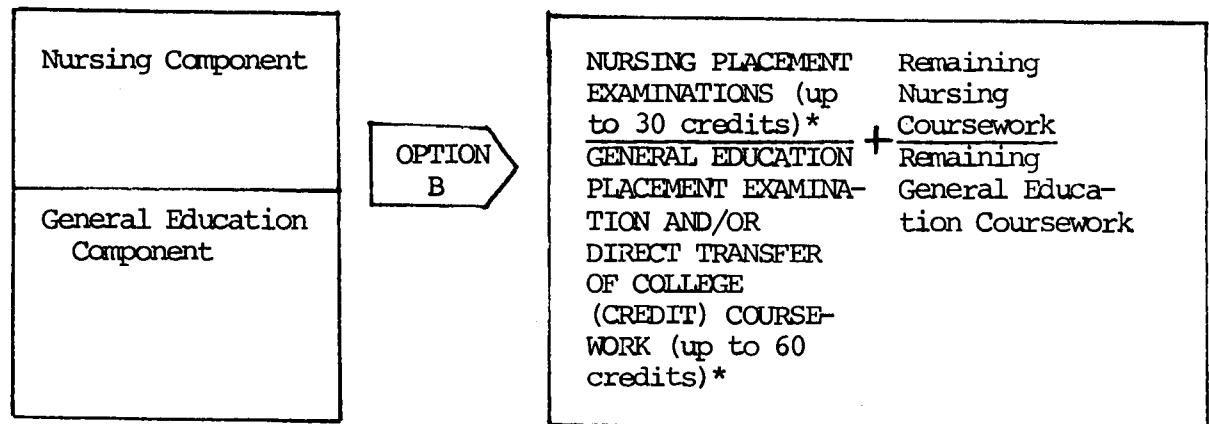 Nursing Component
General Education
Component
OPTION
B
NURSING PLACEMENT
EXAMINATIONS (up
to 30 credits)*
GENERAL EDUCATION
PLACEMENT EXAMINA-
TION AND/OR
DIRECT TRANSFER
OF COLLEGE
(CREDIT) COURSE-
WORK (up to 60
credits)*
+
Remaining
Nursing
Coursework
Remaining
General Educa-
tion Coursework